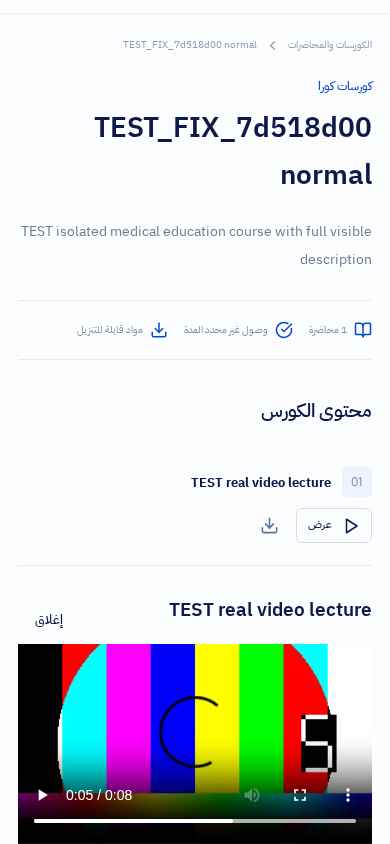 الكورسات والمحاضرات > TEST_FIX_7d518d00 normal
كورسات كورا
TEST_FIX_7d518d00
normal
TEST isolated medical education course with full visible
description
1 محاضرة وصول غير محدد المدة مواد قابلة للتنزيل
محتوى الكورس
01 TEST real video lecture
عرض
TEST real video lecture إغلاق
5
0:05 / 0:08